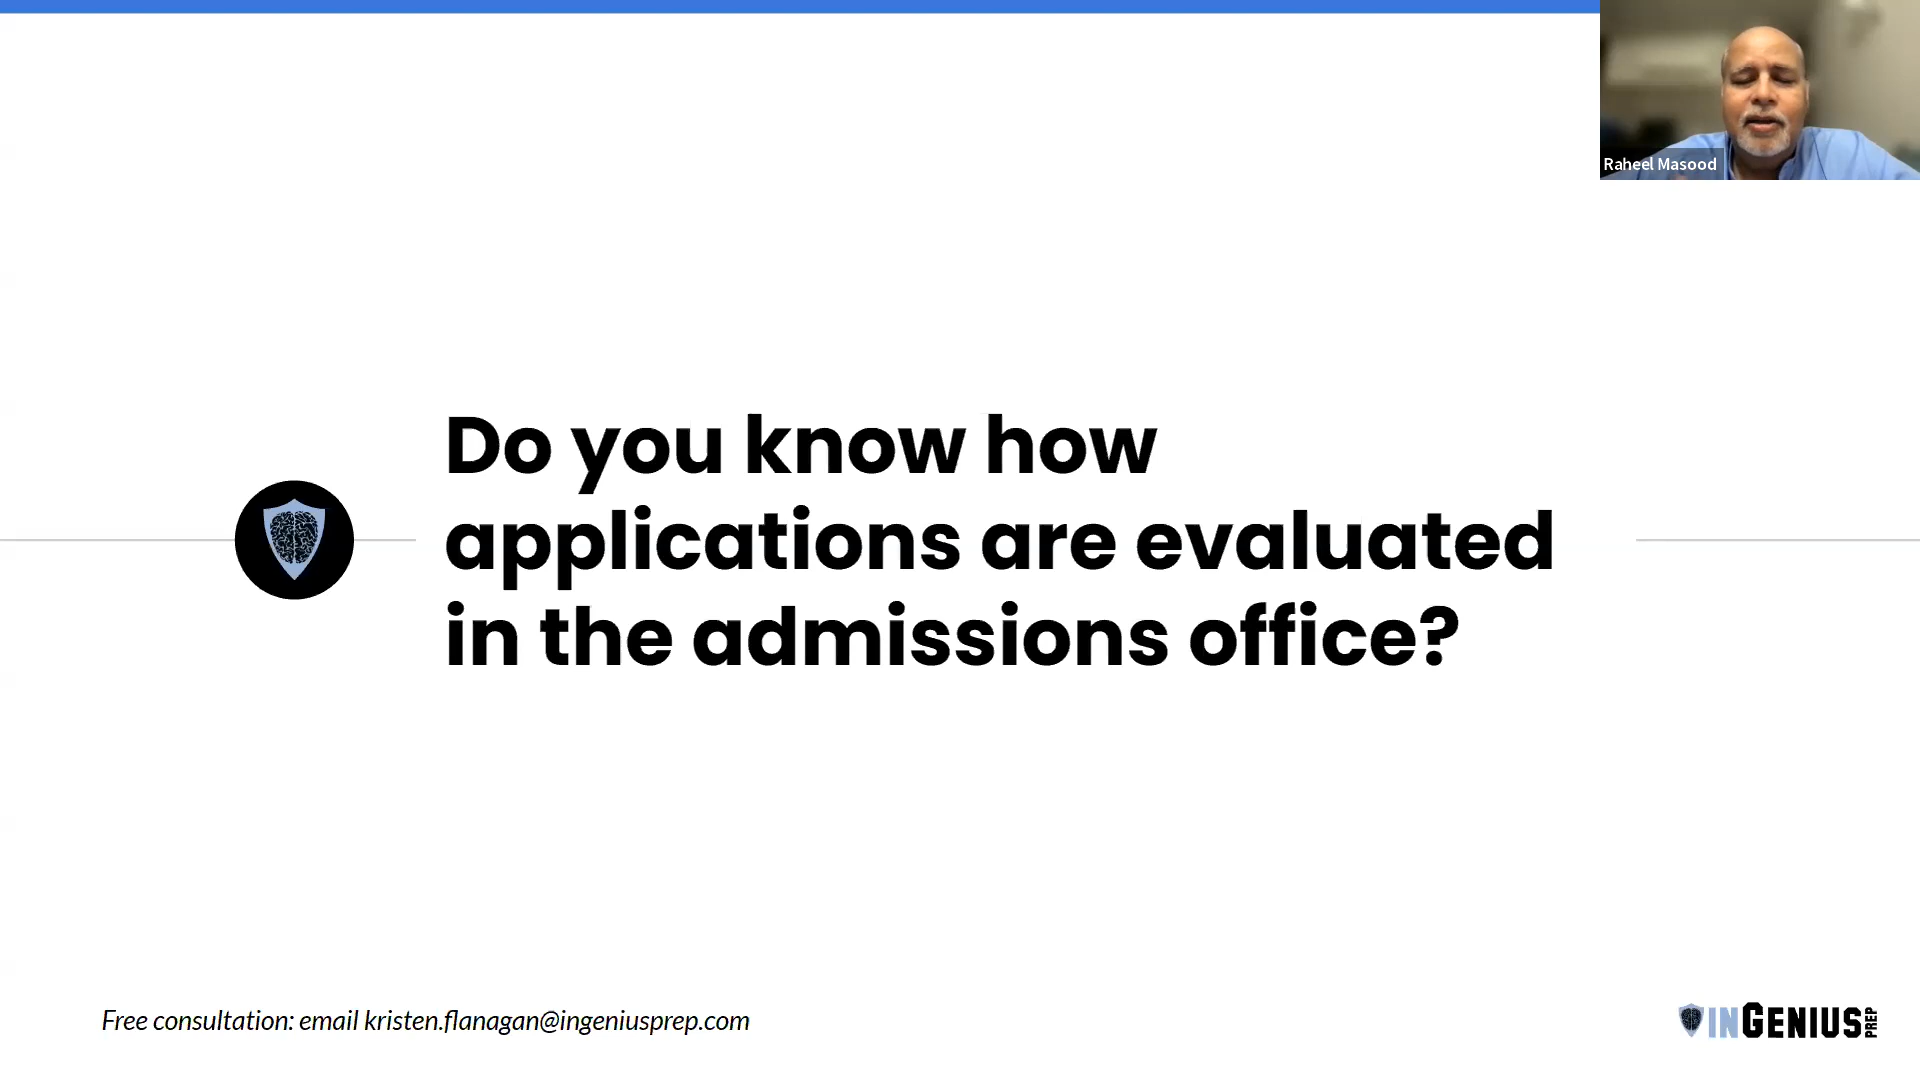 Raheel Masood
Do you know how
applications are evaluated
in the admissions office?
Free consultation: email kristen.flanagan@ingeniusprep.com
INGENIUS PREP